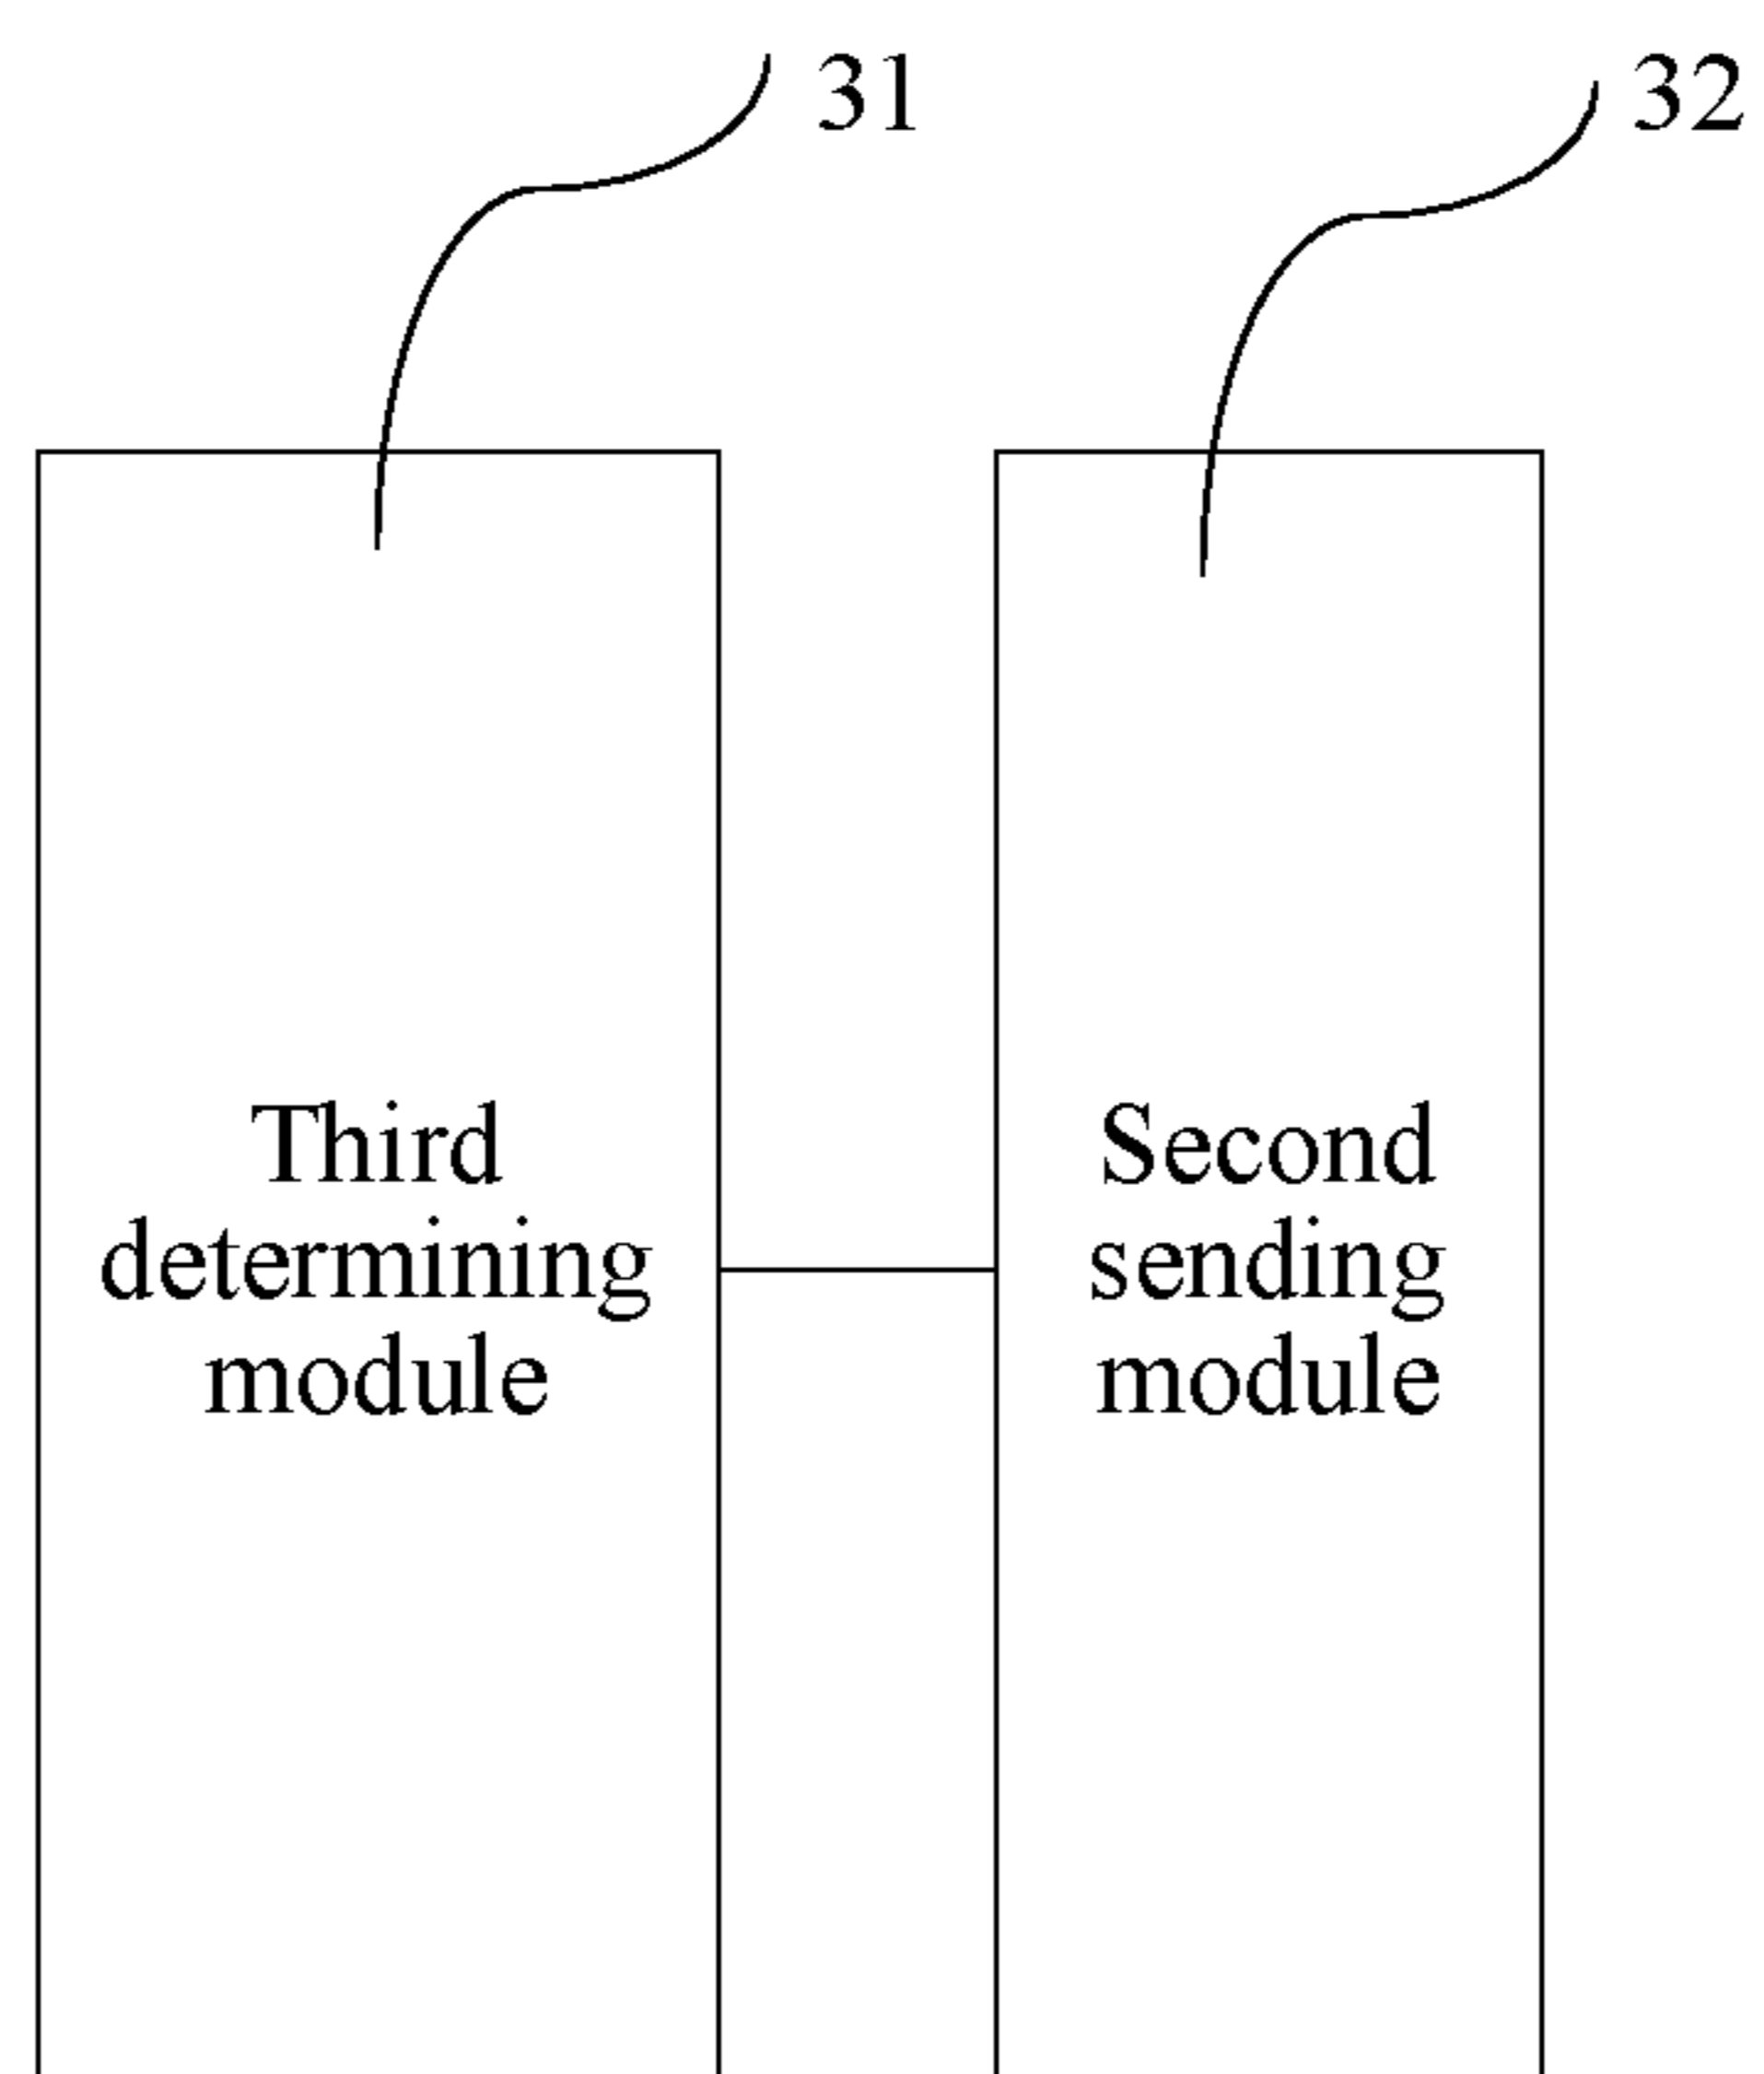 31
32
Third
determining
module
Second
sending
module